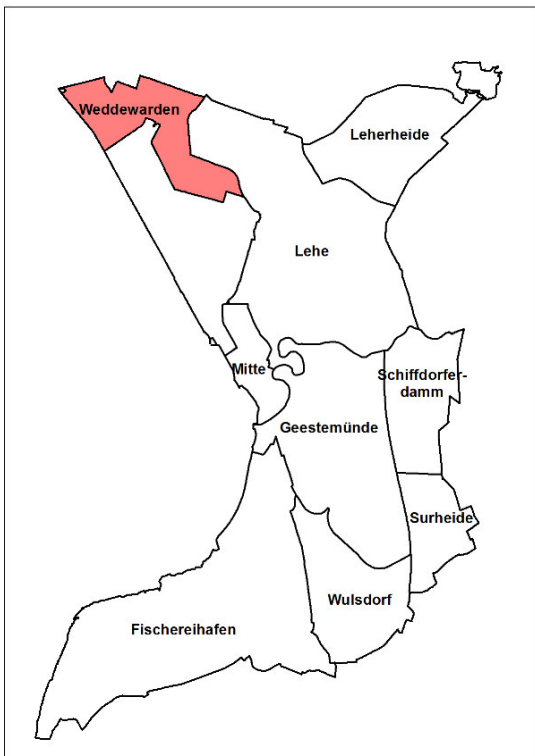 Weddewarden
Leherheide
Lehe
Mitte
Schiffdorfer-
damm
Geestemünde
Surheide
Wulsdorf
Fischereihafen